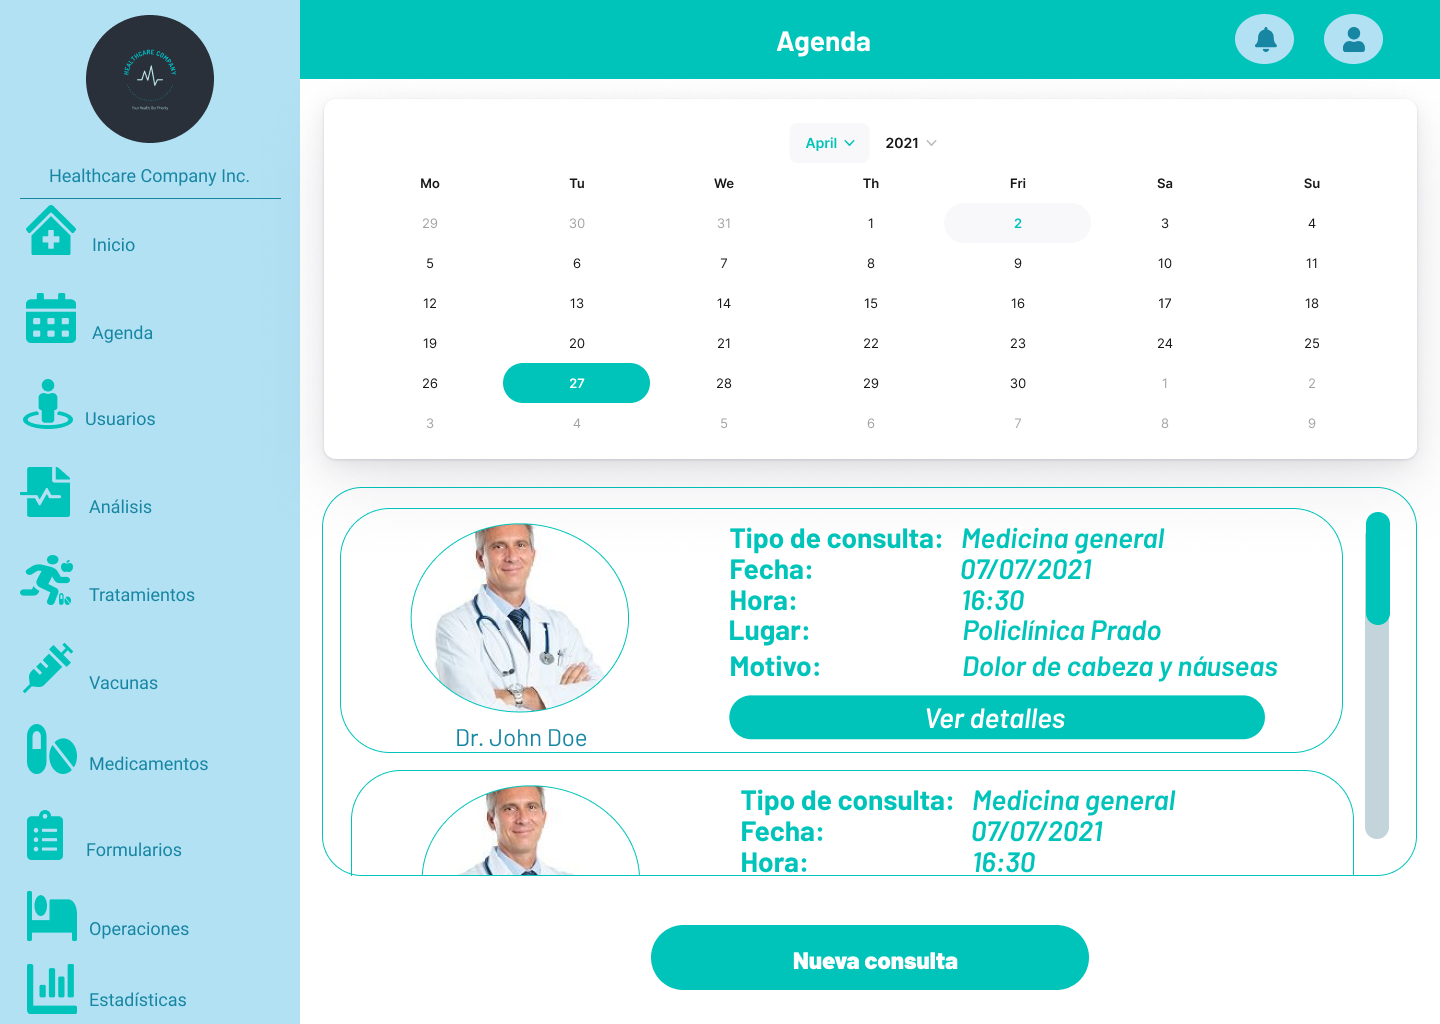 HEALTHCARE COMPANY
Healthcare Company Inc.
Inicio
Agenda
Usuarios
Análisis
Tratamientos
Vacunas
Medicamentos
Formularios
Operaciones
Estadísticas
Agenda
April 2021
Mo Tu We Th Fri Sa Su
29 30 31 1 2 3 4
5 6 7 8 9 10 11
12 13 14 15 16 17 18
19 20 21 22 23 24 25
26 27 28 29 30 1 2
3 4 5 6 7 8 9
Tipo de consulta: Medicina general
Fecha: 07/07/2021
Hora: 16:30
Lugar: Policlínica Prado
Motivo: Dolor de cabeza y náuseas
Ver detalles
Dr. John Doe
Tipo de consulta: Medicina general
Fecha: 07/07/2021
Hora: 16:30
Nueva consulta